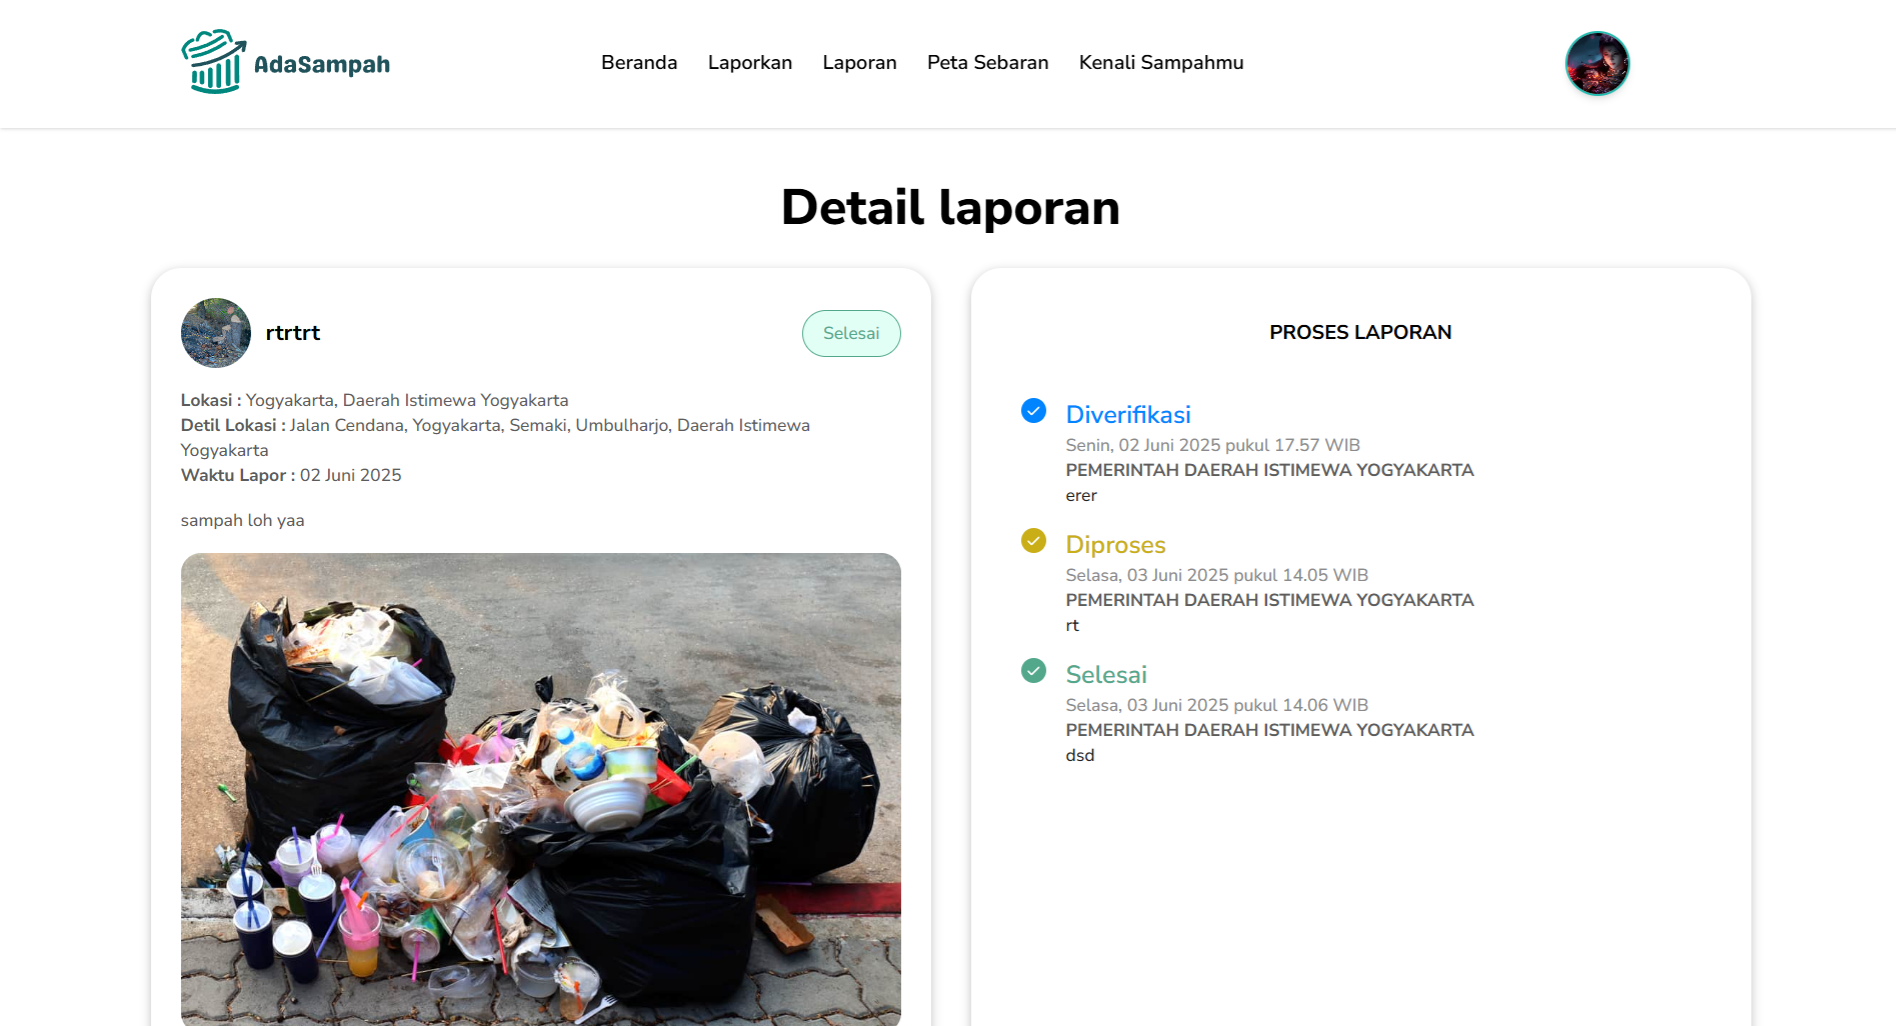 AdaSampah
Beranda
Laporkan
Laporan
Peta Sebaran
Kenali Sampahmu
Detail laporan
rtrtrt
Selesai
Lokasi : Yogyakarta, Daerah Istimewa Yogyakarta
Detil Lokasi : Jalan Cendana, Yogyakarta, Semaki, Umbulharjo, Daerah Istimewa
Yogyakarta
Waktu Lapor : 02 Juni 2025
sampah loh yaa
PROSES LAPORAN
Diverifikasi
Senin, 02 Juni 2025 pukul 17.57 WIB
PEMERINTAH DAERAH ISTIMEWA YOGYAKARTA
erer
Diproses
Selasa, 03 Juni 2025 pukul 14.05 WIB
PEMERINTAH DAERAH ISTIMEWA YOGYAKARTA
rt
Selesai
Selasa, 03 Juni 2025 pukul 14.06 WIB
PEMERINTAH DAERAH ISTIMEWA YOGYAKARTA
dsd